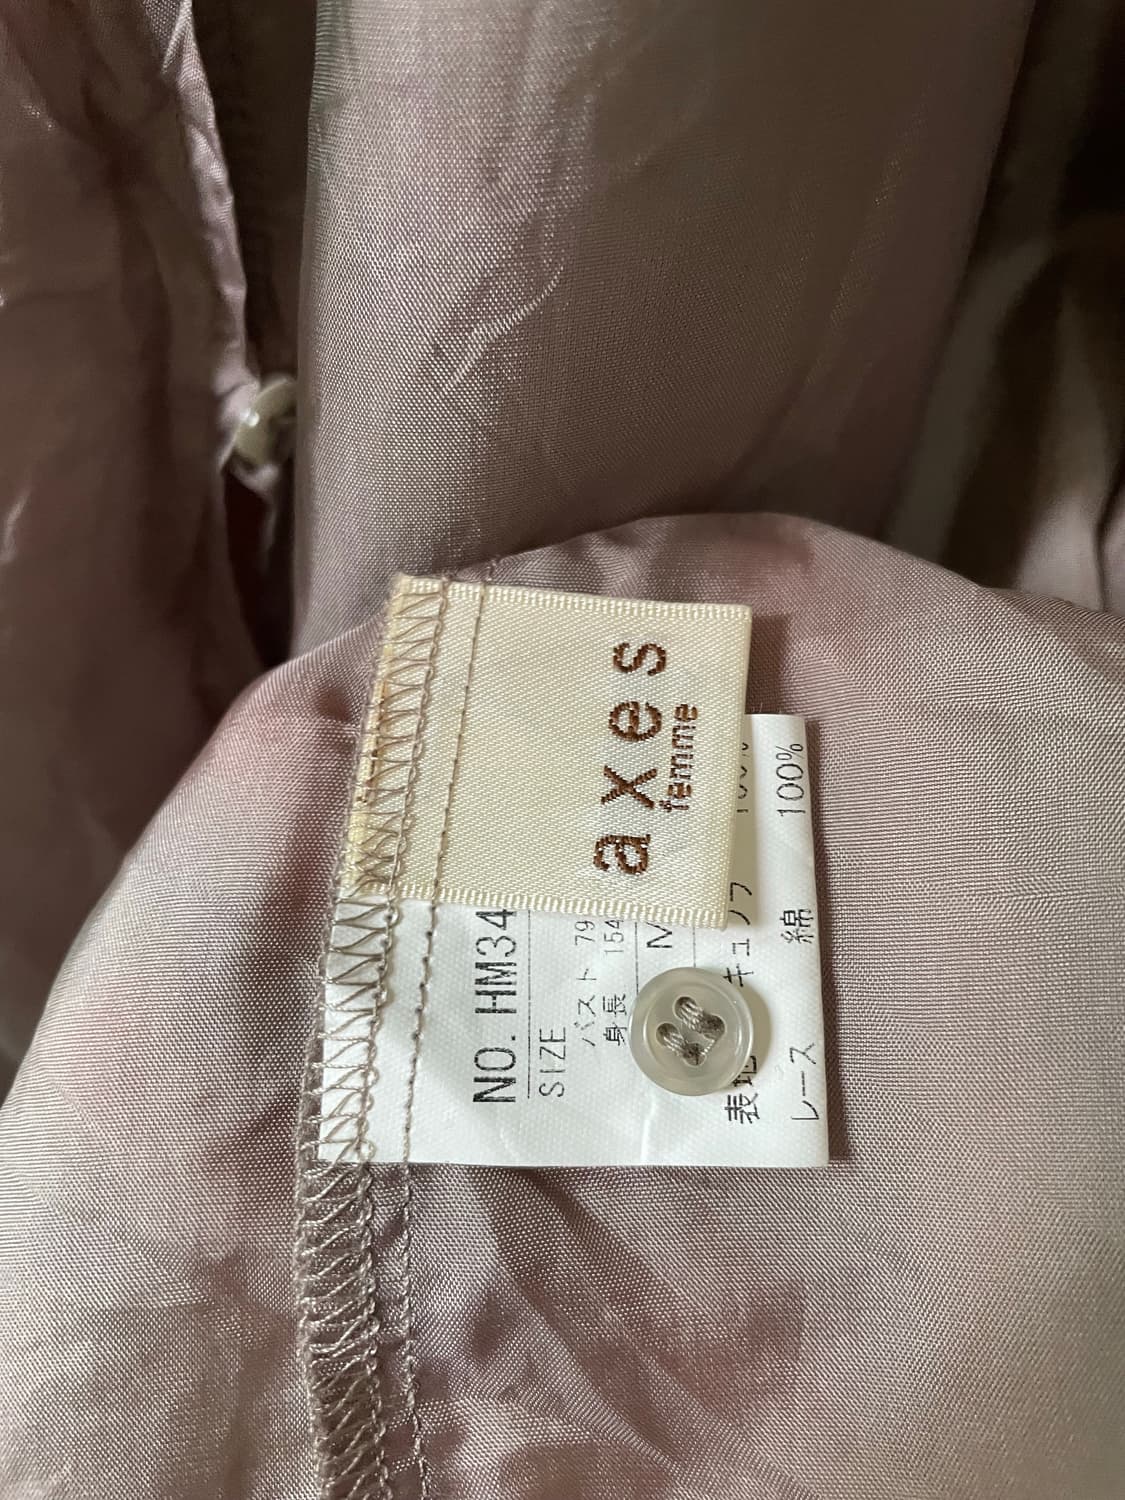 axes
femme
NO. HM34
SIZE
バスト 79
身長 154
M
表地 キュプラ 100%
レース 綿 100%